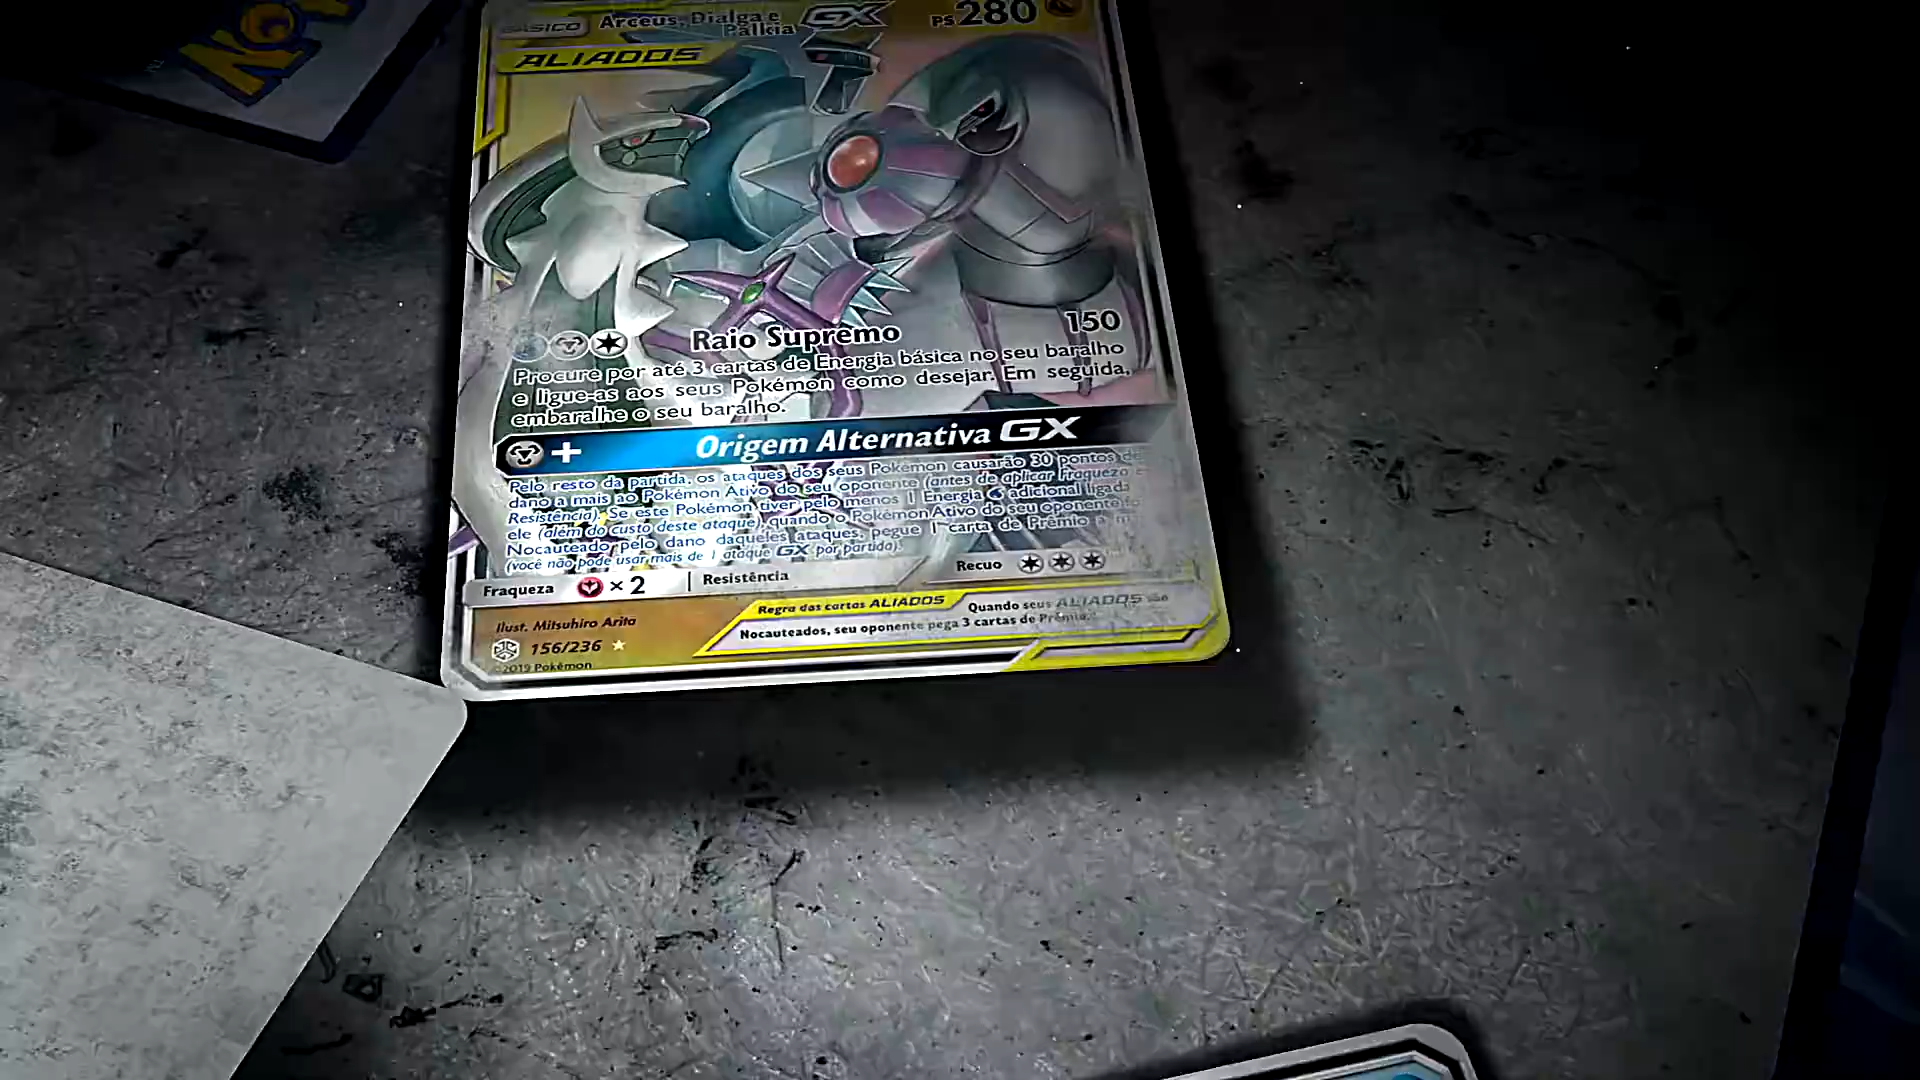 BÁSICO Arceus, Dialga e Palkia GX PS280
ALIADOS
Raio Supremo 150
Procure por até 3 cartas de Energia básica no seu baralho
e ligue-as aos seus Pokémon como desejar. Em seguida,
embaralhe o seu baralho.
+ Origem Alternativa GX
Pelo resto da partida, os ataques dos seus Pokémon causarão 30 pontos de
dano a mais ao Pokémon Ativo do seu oponente (antes de aplicar Fraqueza e
Resistência). Se este Pokémon tiver pelo menos 1 Energia adicional ligada
ele (além do custo deste ataque), quando o Pokémon Ativo do seu oponente
Nocauteado pelo dano daqueles ataques, pegue 1 carta de Prêmio a
(você não pode usar mais de 1 ataque GX por partida).
Fraqueza × 2 Resistência Recuo
Regra das cartas ALIADOS Quando seus ALIADOS são
Nocauteados, seu oponente pega 3 cartas de Prêmio.
Ilust. Mitsuhiro Arita
156/236
©2019 Pokémon